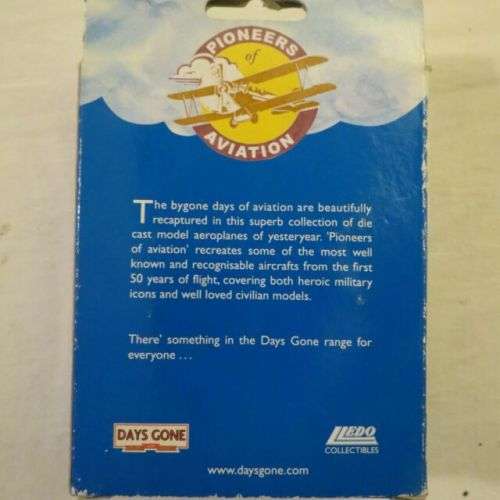 PIONEERS
of
AVIATION
The bygone days of aviation are beautifully
recaptured in this superb collection of die
cast model aeroplanes of yesteryear. 'Pioneers
of aviation' recreates some of the most well
known and recognisable aircrafts from the first
50 years of flight, covering both heroic military
icons and well loved civilian models.
There' something in the Days Gone range for
everyone ...
DAYS GONE
LLEDO
COLLECTIBLES
www.daysgone.com